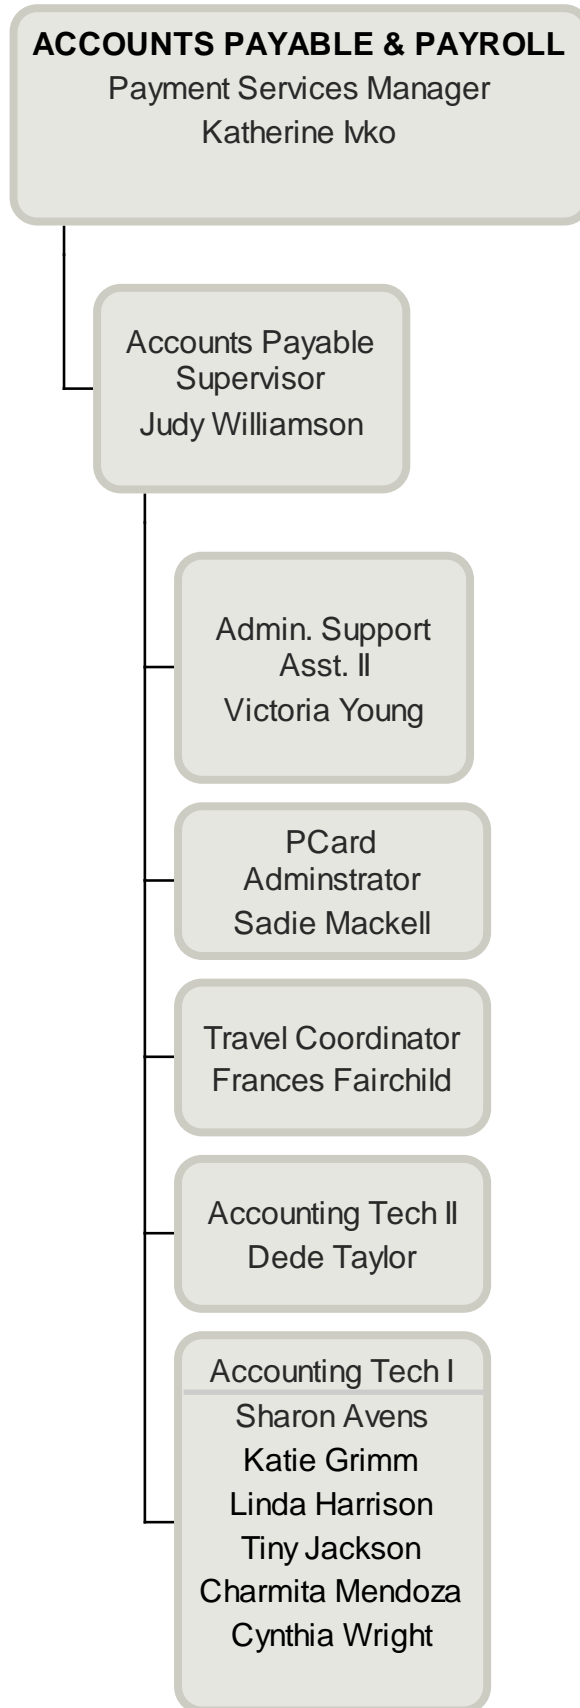 ACCOUNTS PAYABLE & PAYROLL
Payment Services Manager
Katherine Ivko
Accounts Payable
Supervisor
Judy Williamson
Admin. Support
Asst. II
Victoria Young
PCard
Adminstrator
Sadie Mackell
Travel Coordinator
Frances Fairchild
Accounting Tech II
Dede Taylor
Accounting Tech I
Sharon Avens
Katie Grimm
Linda Harrison
Tiny Jackson
Charmita Mendoza
Cynthia Wright